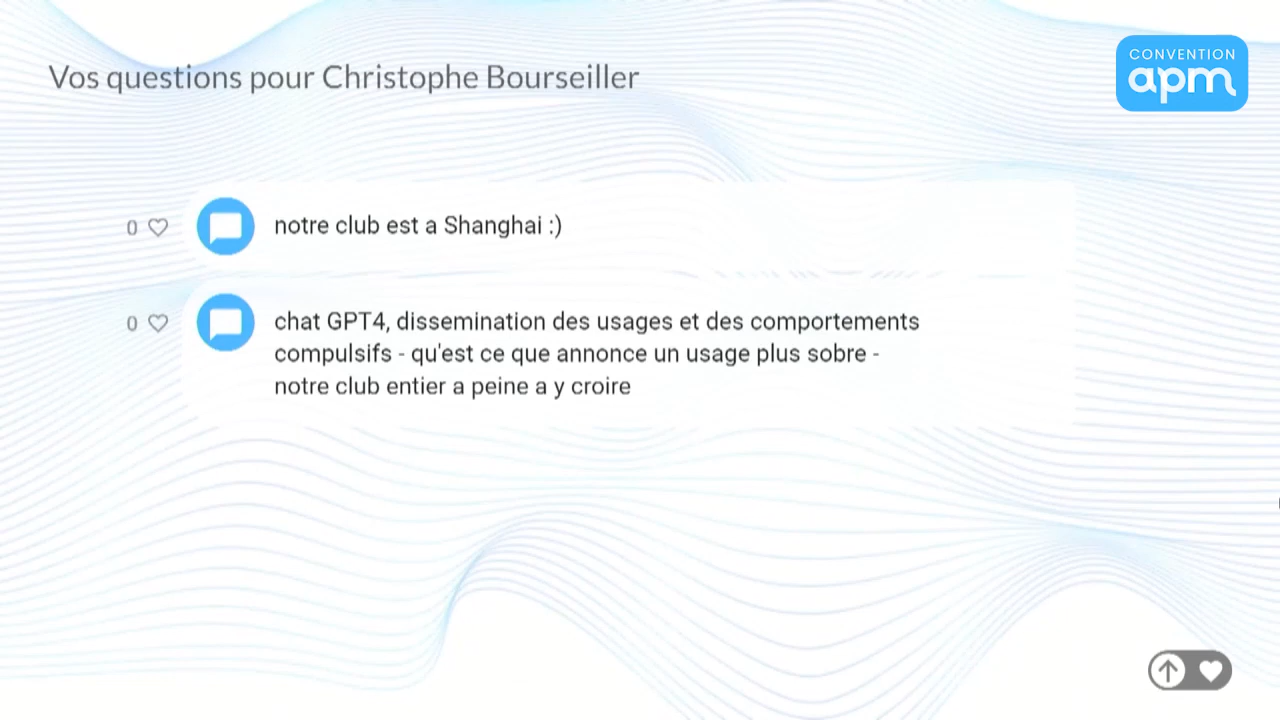 Vos questions pour Christophe Bourseiller
CONVENTION
apm
0
notre club est a Shanghai :)
0
chat GPT4, dissemination des usages et des comportements
compulsifs - qu'est ce que annonce un usage plus sobre -
notre club entier a peine a y croire